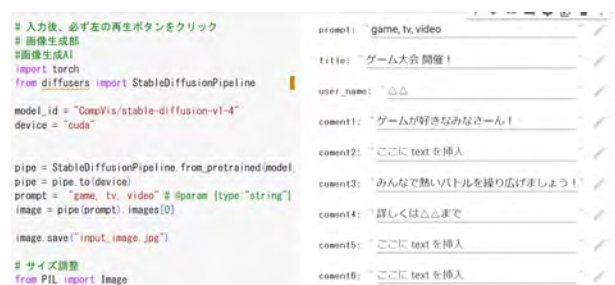 # 入力後、必ず左の再生ボタンをクリック
# 画像生成部
#画像生成AI
import torch
from diffusers import StableDiffusionPipeline
model_id = "CompVis/stable-diffusion-v1-4"
device = "cuda"
pipe = StableDiffusionPipeline.from_pretrained(model_
pipe = pipe.to(device)
prompt = "game, tv, video" # @param {type:"string"}
image = pipe(prompt).images[0]
image.save("input_image.jpg")
# サイズ調整
from PIL import Image
prompt: "game, tv, video
title: "ゲーム大会 開催!
user_name: "△△
coment1: "ゲームが好きなみなさーん!
coment2: "ここに text を挿入
coment3: "みんなで熱いバトルを繰り広げましょう!"
coment4: "詳しくは△△まで
coment5: "ここに text を挿入
coment6: "ここに text を挿入